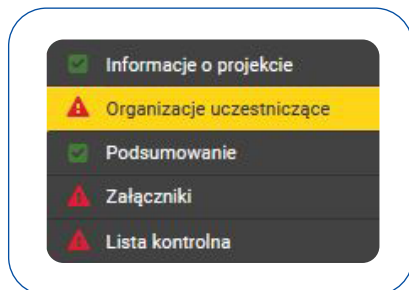 Informacje o projekcie
Organizacje uczestniczące
Podsumowanie
Załączniki
Lista kontrolna